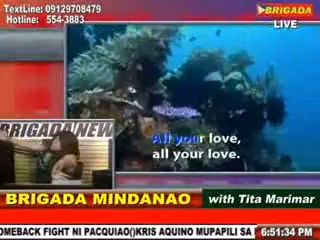 TextLine: 09129708479
Hotline: 554-3883
BRIGADA
LIVE
All your love,
all your love.
BRIGADA NEW
BRIGADA MINDANAO
with Tita Marimar
OMEBACK FIGHT NI PACQUIAO()KRIS AQUINO MUPAPILI SA
6:51:34 PM